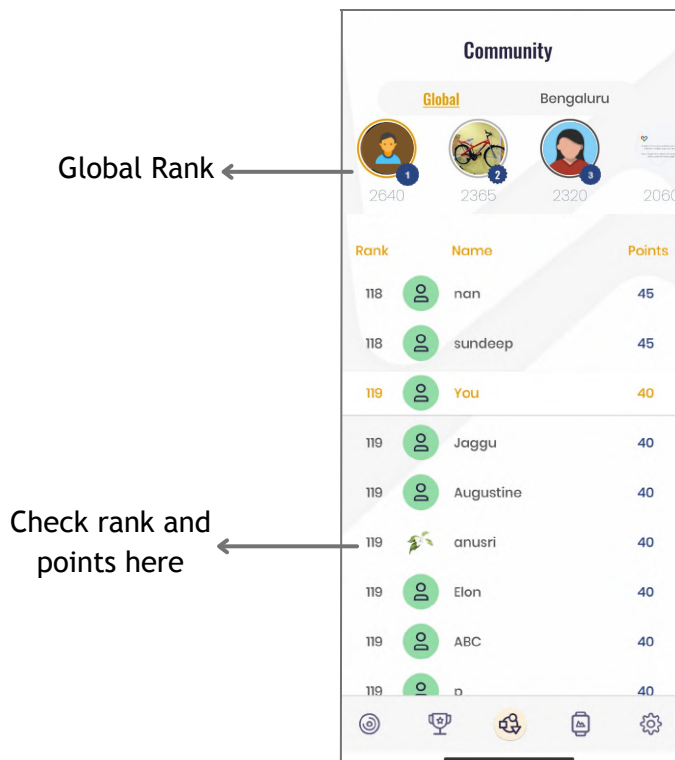 Community
Global Bengaluru
Global Rank
1 2 3
2640 2365 2320 2060
Rank Name Points
118 nan 45
118 sundeep 45
119 You 40
119 Jaggu 40
119 Augustine 40
Check rank and
points here
119 anusri 40
119 Elon 40
119 ABC 40
119 p 40